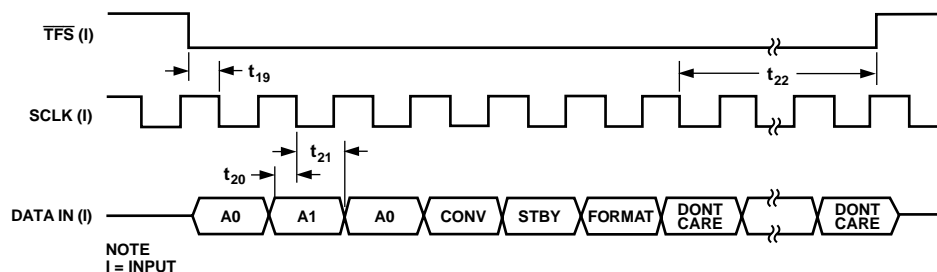 TFS (I)
t19
t22
SCLK (I)
t21
t20
DATA IN (I)
A0
A1
A0
CONV
STBY
FORMAT
DONT
CARE
DONT
CARE
NOTE
I = INPUT